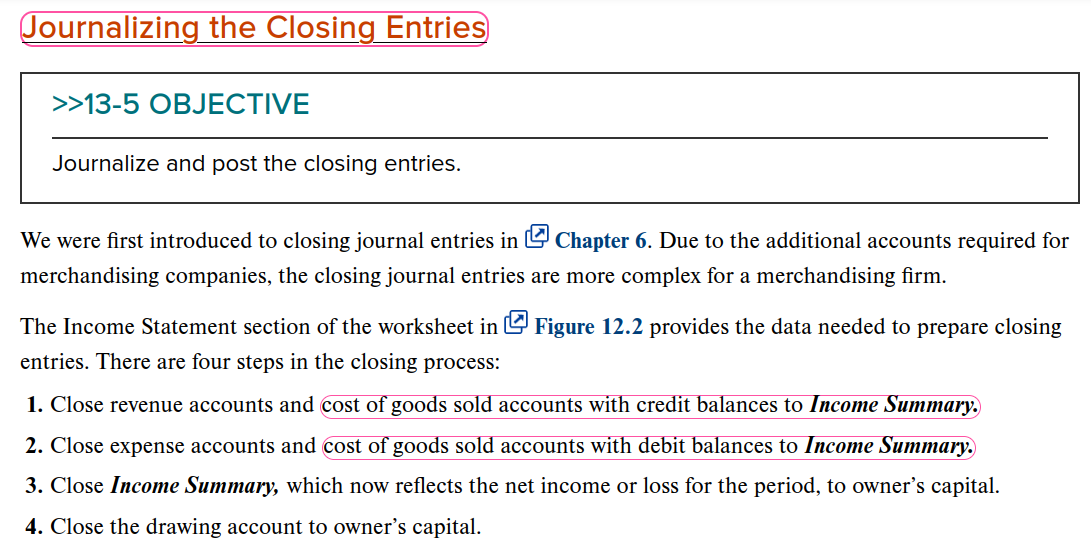 Journalizing the Closing Entries
>>13-5 OBJECTIVE
Journalize and post the closing entries.
We were first introduced to closing journal entries in Chapter 6. Due to the additional accounts required for
merchandising companies, the closing journal entries are more complex for a merchandising firm.
The Income Statement section of the worksheet in Figure 12.2 provides the data needed to prepare closing
entries. There are four steps in the closing process:
1. Close revenue accounts and cost of goods sold accounts with credit balances to Income Summary.
2. Close expense accounts and cost of goods sold accounts with debit balances to Income Summary.
3. Close Income Summary, which now reflects the net income or loss for the period, to owner’s capital.
4. Close the drawing account to owner’s capital.